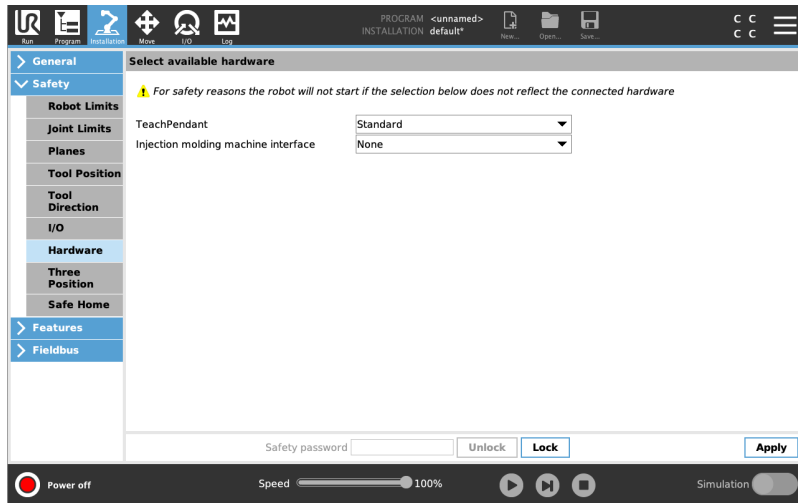 UR
PROGRAM <unnamed>
INSTALLATION default*
C C
C C
Run Program Installation Move I/O Log New... Open... Save...
General
Safety
Robot Limits
Joint Limits
Planes
Tool Position
Tool
Direction
I/O
Hardware
Three
Position
Safe Home
Features
Fieldbus
Select available hardware
For safety reasons the robot will not start if the selection below does not reflect the connected hardware
TeachPendant Standard
Injection molding machine interface None
Safety password Unlock Lock Apply
Power off Speed 100% Simulation